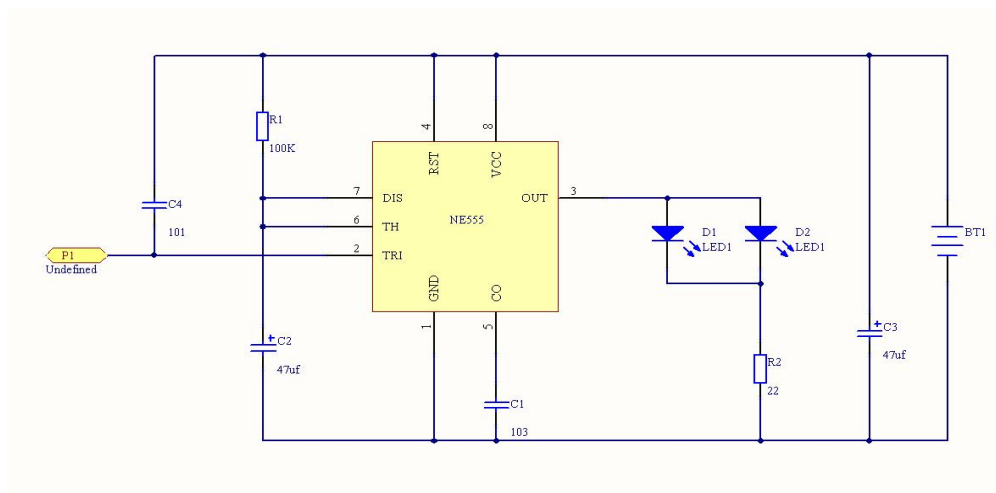 R1
100K
4
8
RST
VCC
C4
101
7
DIS
OUT
3
6
TH
NE555
2
TRI
P1
Undefined
D1
LED1
D2
LED1
BT1
GND
CO
1
5
C2
47uf
C3
47uf
R2
22
C1
103